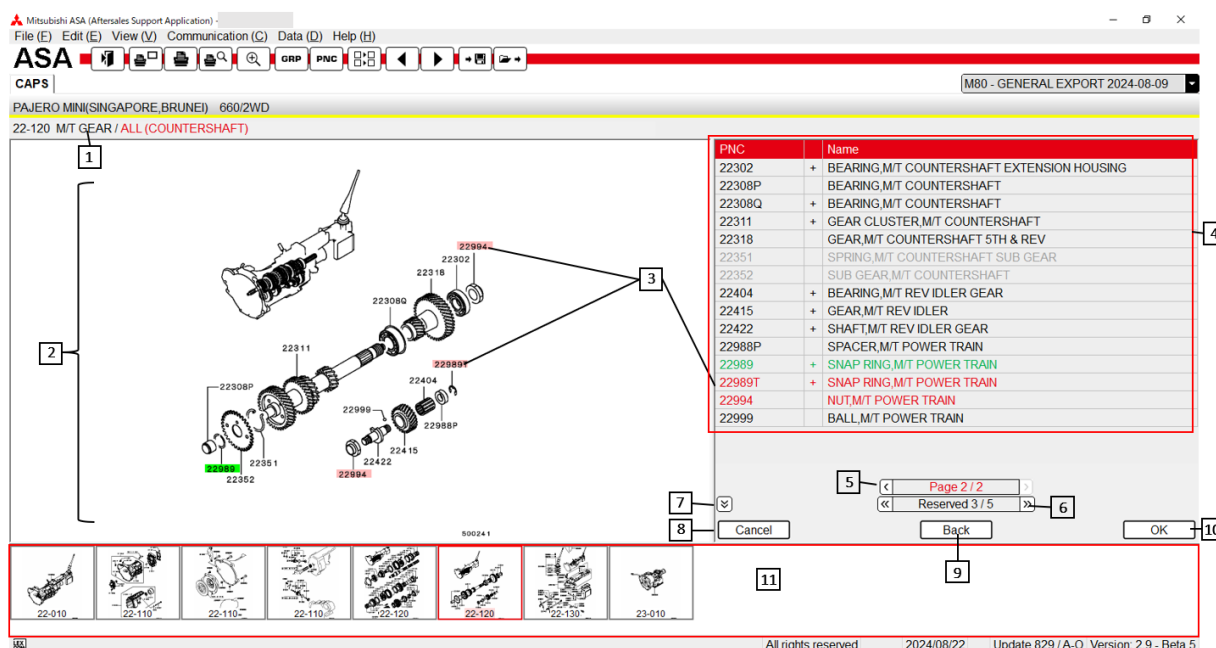 Mitsubishi ASA (Aftersales Support Application) -
File (F) Edit (E) View (V) Communication (C) Data (D) Help (H)
ASA
GRP PNC
CAPS
M80 - GENERAL EXPORT 2024-08-09
PAJERO MINI(SINGAPORE,BRUNEI) 660/2WD
22-120 M/T GEAR / ALL (COUNTERSHAFT)
1
2
3
22994
22302
22318
22308Q
22311
22989T
22404
22308P
22999
22988P
22415
22351
22422
22989
22994
22352
500241
PNC Name
22302 + BEARING,M/T COUNTERSHAFT EXTENSION HOUSING
22308P BEARING,M/T COUNTERSHAFT
22308Q + BEARING,M/T COUNTERSHAFT
22311 + GEAR CLUSTER,M/T COUNTERSHAFT
22318 GEAR,M/T COUNTERSHAFT 5TH & REV
22351 SPRING,M/T COUNTERSHAFT SUB GEAR
22352 SUB GEAR,M/T COUNTERSHAFT
22404 + BEARING,M/T REV IDLER GEAR
22415 + GEAR,M/T REV IDLER
22422 + SHAFT,M/T REV IDLER GEAR
22988P SPACER,M/T POWER TRAIN
22989 + SNAP RING,M/T POWER TRAIN
22989T + SNAP RING,M/T POWER TRAIN
22994 NUT,M/T POWER TRAIN
22999 BALL,M/T POWER TRAIN
4
5
< Page 2 / 2 >
7
« Reserved 3 / 5 »
6
8
Cancel Back OK
10
9
11
22-010 22-110 22-110 22-110 22-120 22-120 22-130 23-010
All rights reserved 2024/08/22 Update 829 / A-O Version: 2.9 - Beta 5